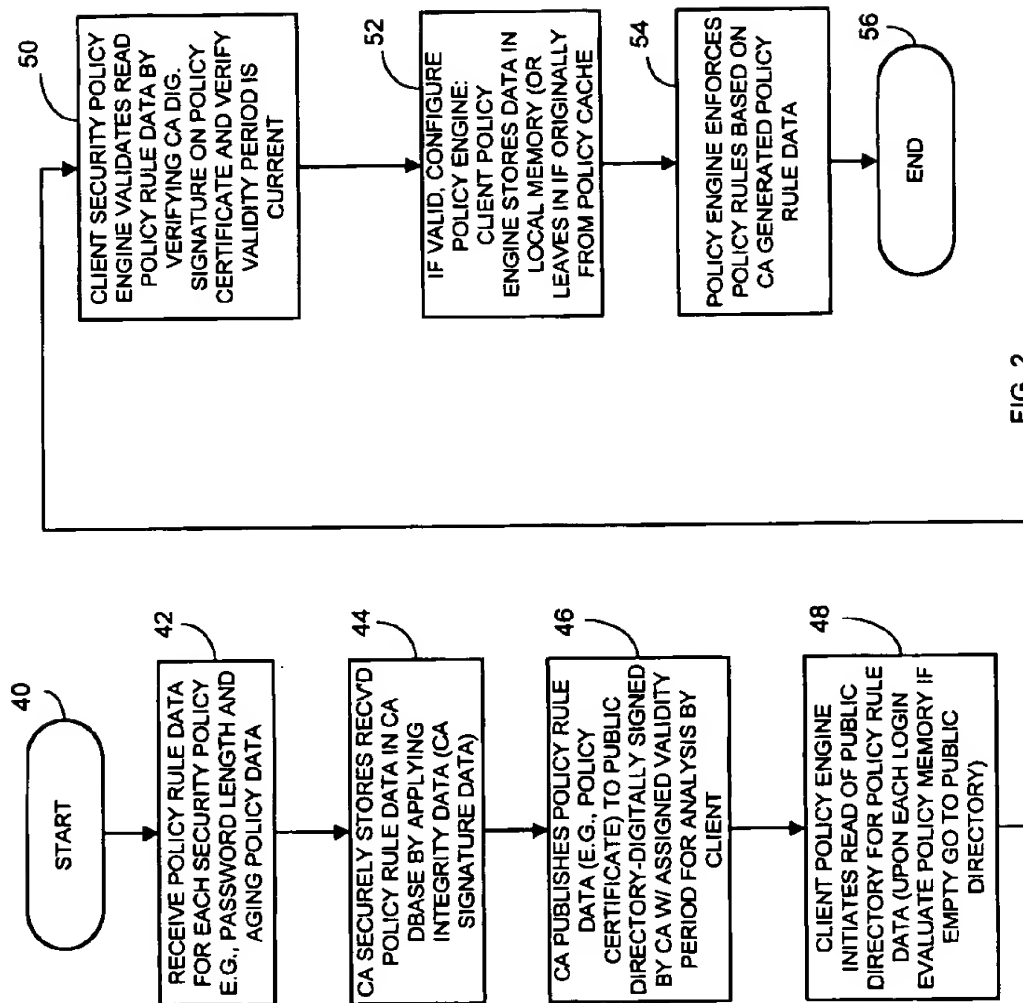 40
START
42
RECEIVE POLICY RULE DATA
FOR EACH SECURITY POLICY
E.G., PASSWORD LENGTH AND
AGING POLICY DATA
44
CA SECURELY STORES RECV'D
POLICY RULE DATA IN CA
DBASE BY APPLYING
INTEGRITY DATA (CA
SIGNATURE DATA)
46
CA PUBLISHES POLICY RULE
DATA (E.G., POLICY
CERTIFICATE) TO PUBLIC
DIRECTORY-DIGITALLY SIGNED
BY CA W/ ASSIGNED VALIDITY
PERIOD FOR ANALYSIS BY
CLIENT
48
CLIENT POLICY ENGINE
INITIATES READ OF PUBLIC
DIRECTORY FOR POLICY RULE
DATA (UPON EACH LOGIN
EVALUATE POLICY MEMORY IF
EMPTY GO TO PUBLIC
DIRECTORY)
50
CLIENT SECURITY POLICY
ENGINE VALIDATES READ
POLICY RULE DATA BY
VERIFYING CA DIG.
SIGNATURE ON POLICY
CERTIFICATE AND VERIFY
VALIDITY PERIOD IS
CURRENT
52
IF VALID, CONFIGURE
POLICY ENGINE:
CLIENT POLICY
ENGINE STORES DATA IN
LOCAL MEMORY (OR
LEAVES IN IF ORIGINALLY
FROM POLICY CACHE
54
POLICY ENGINE ENFORCES
POLICY RULES BASED ON
CA GENERATED POLICY
RULE DATA
56
END
FIG. 2